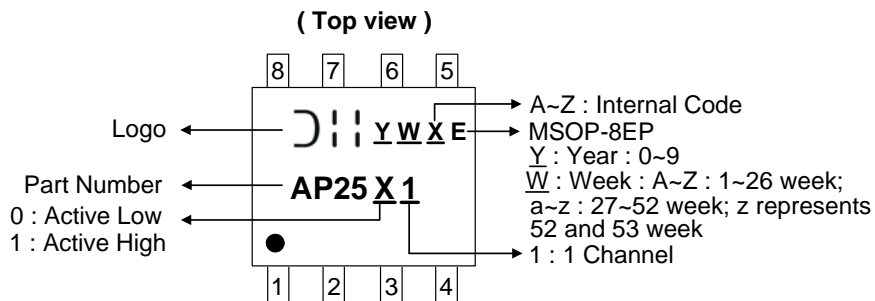 ( Top view )
8 7 6 5
Logo
Y W X E
A~Z : Internal Code
MSOP-8EP
Y : Year : 0~9
W : Week : A~Z : 1~26 week;
a~z : 27~52 week; z represents
52 and 53 week
Part Number
AP25 X 1
0 : Active Low
1 : Active High
1 : 1 Channel
1 2 3 4